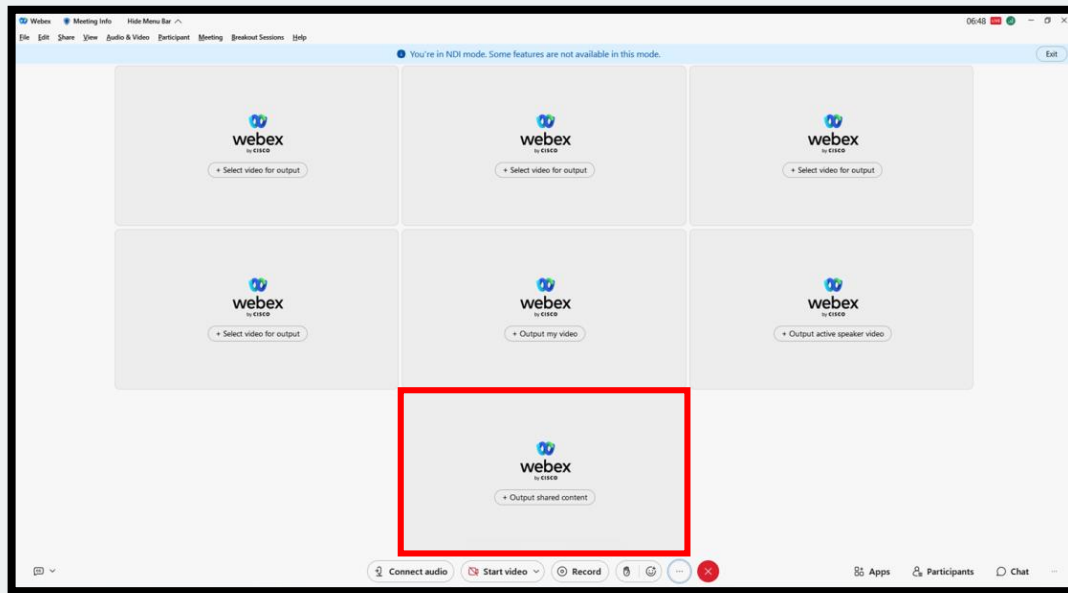 Webex Meeting Info Hide Menu Bar 06:48 LIVE
File Edit Share View Audio & Video Participant Meeting Breakout Sessions Help
You're in NDI mode. Some features are not available in this mode. Exit
webex webex webex
by CISCO by CISCO by CISCO
+ Select video for output + Select video for output + Select video for output
webex webex webex
by CISCO by CISCO by CISCO
+ Select video for output + Output my video + Output active speaker video
webex
by CISCO
+ Output shared content
Connect audio Start video Record Apps Participants Chat